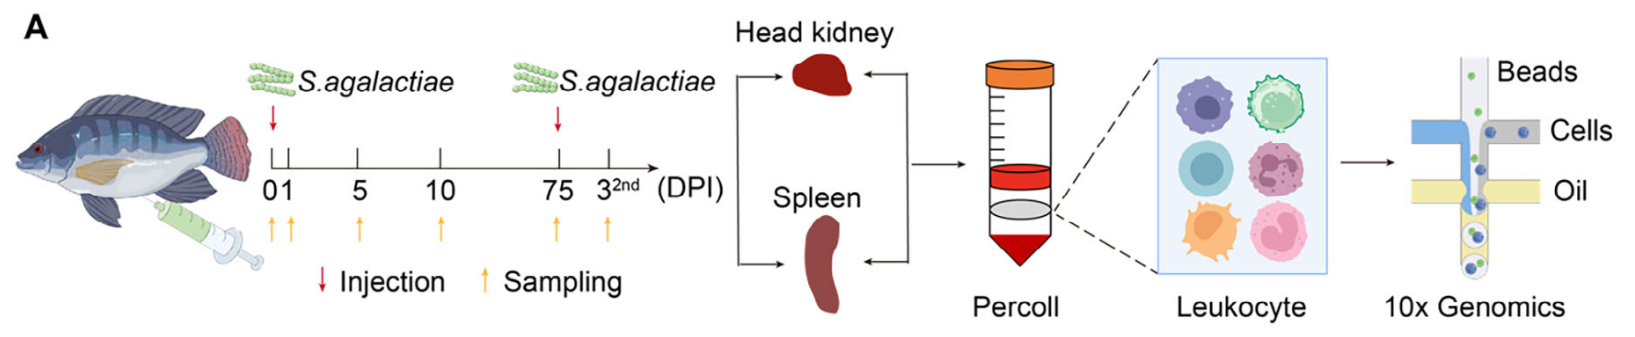 A
S.agalactiae
S.agalactiae
0 1 5 10 75 3 2nd (DPI)
Injection
Sampling
Head kidney
Spleen
Percoll
Leukocyte
Beads
Cells
Oil
10x Genomics